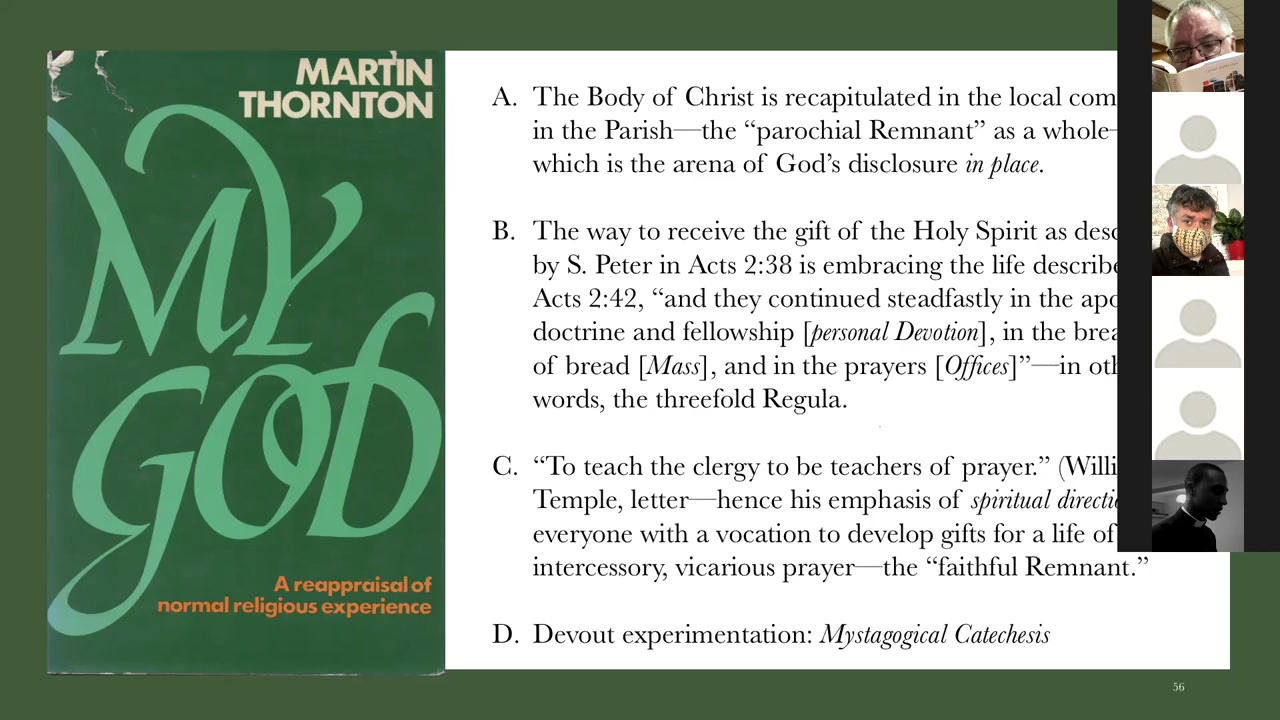 MARTIN
THORNTON
MY
GOD
A reappraisal of
normal religious experience
A. The Body of Christ is recapitulated in the local com
in the Parish—the “parochial Remnant” as a whole—
which is the arena of God’s disclosure in place.
B. The way to receive the gift of the Holy Spirit as desc
by S. Peter in Acts 2:38 is embracing the life describe
Acts 2:42, “and they continued steadfastly in the apo
doctrine and fellowship [personal Devotion], in the brea
of bread [Mass], and in the prayers [Offices]”—in oth
words, the threefold Regula.
C. “To teach the clergy to be teachers of prayer.” (Willi
Temple, letter—hence his emphasis of spiritual directio
everyone with a vocation to develop gifts for a life of
intercessory, vicarious prayer—the “faithful Remnant.”
D. Devout experimentation: Mystagogical Catechesis
56